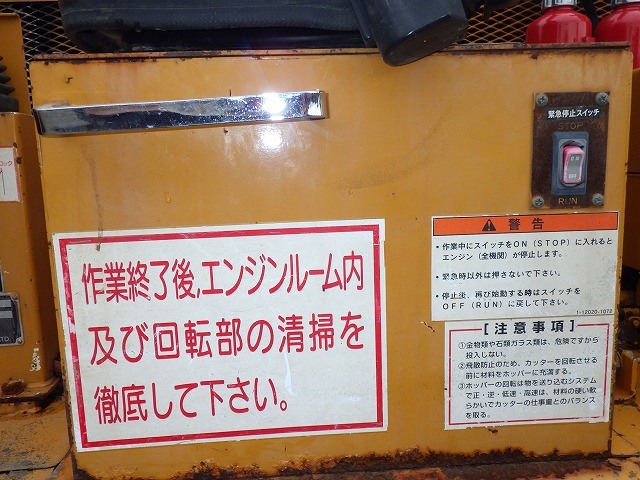 緊急停止スイッチ
STOP
RUN
作業終了後,エンジンルーム内
及び回転部の清掃を
徹底して下さい。
警告
・作業中にスイッチをON(STOP)に入れると
エンジン(全機関)が停止します。
・緊急時以外は押さないで下さい。
・停止後、再び始動する時はスイッチを
OFF(RUN)に戻して下さい。
1-12020-1072
[注意事項]
①金物類や石類ガラス類は、危険ですから
投入しない。
②飛散防止のため、カッターを回転させる
前に材料をホッパーに充満する。
③ホッパーの回転は物を送り込むシステム
で正・逆・低速・高速は、材料の硬い軟
らかいでカッターの仕事量とのバランス
を取る。
ロック
LTD.